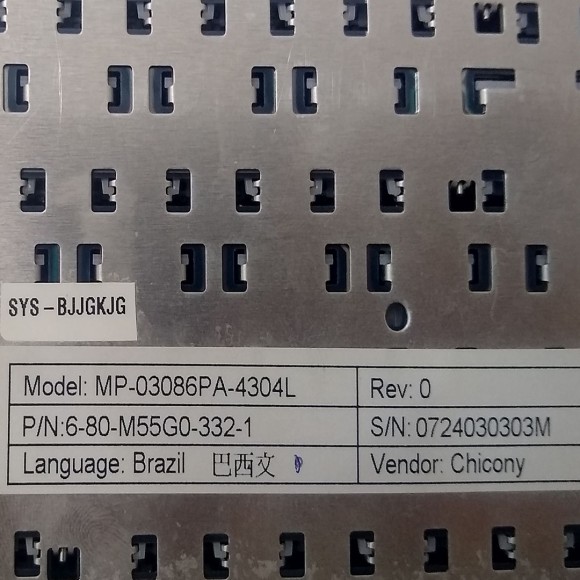 SYS-BJJGKJG
Model: MP-03086PA-4304L
Rev: 0
P/N:6-80-M55G0-332-1
S/N: 0724030303M
Language: Brazil 巴西文
Vendor: Chicony